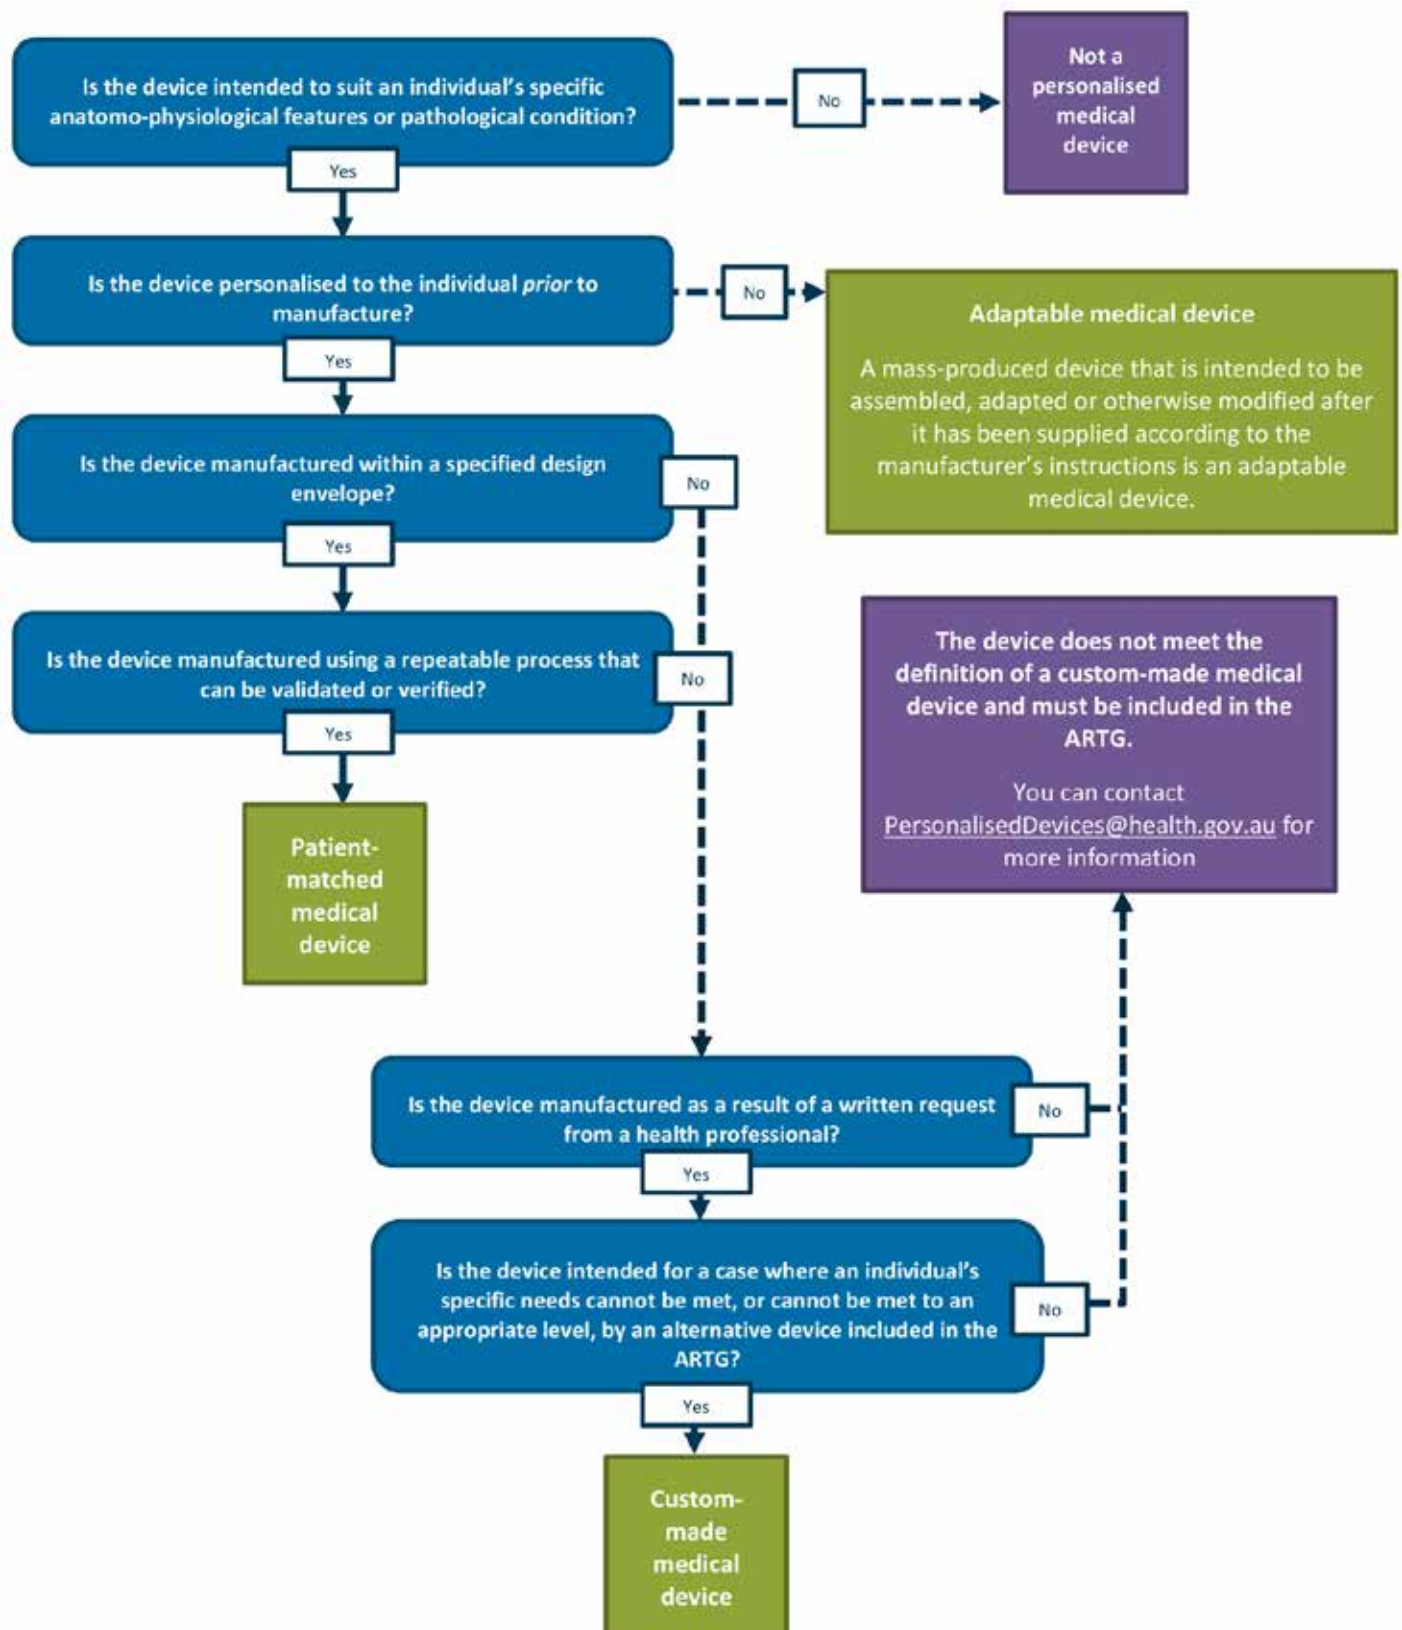 Is the device intended to suit an individual's specific
anatomo-physiological features or pathological condition?
No
Not a
personalised
medical
device
Yes
Is the device personalised to the individual prior to
manufacture?
No
Adaptable medical device
A mass-produced device that is intended to be
assembled, adapted or otherwise modified after
it has been supplied according to the
manufacturer's instructions is an adaptable
medical device.
Yes
Is the device manufactured within a specified design
envelope?
No
Yes
Is the device manufactured using a repeatable process that
can be validated or verified?
No
Yes
Patient-
matched
medical
device
The device does not meet the
definition of a custom-made medical
device and must be included in the
ARTG.
You can contact
PersonalisedDevices@health.gov.au for
more information
Is the device manufactured as a result of a written request
from a health professional?
No
Yes
Is the device intended for a case where an individual's
specific needs cannot be met, or cannot be met to an
appropriate level, by an alternative device included in the
ARTG?
No
Yes
Custom-
made
medical
device